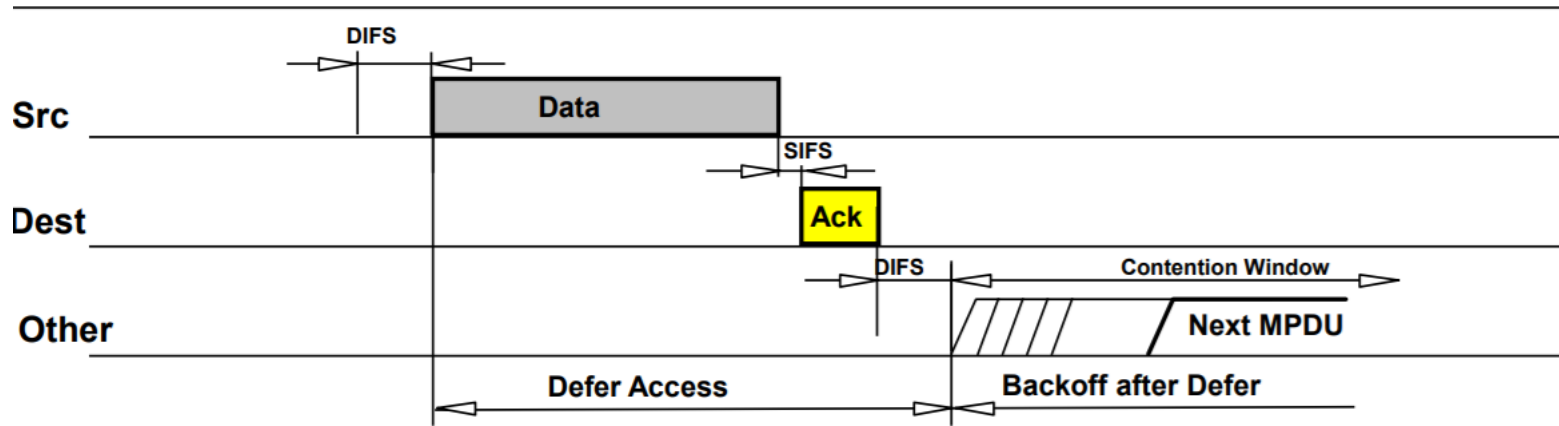 DIFS
Src
Data
SIFS
Dest
Ack
DIFS
Contention Window
Other
Next MPDU
Defer Access
Backoff after Defer